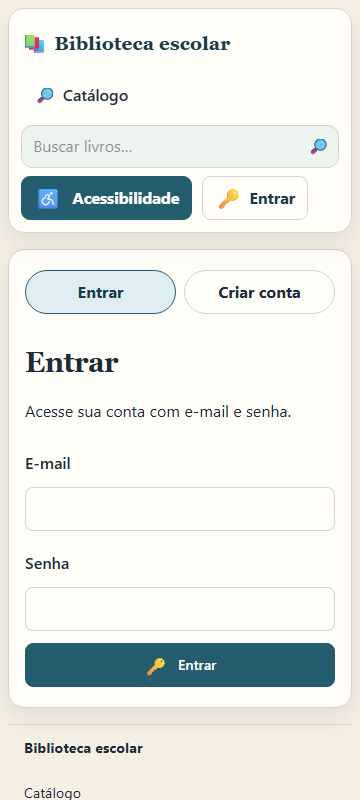 Biblioteca escolar
Catálogo
Buscar livros...
Acessibilidade
Entrar
Entrar
Criar conta
Entrar
Acesse sua conta com e-mail e senha.
E-mail
Senha
Entrar
Biblioteca escolar
Catálogo